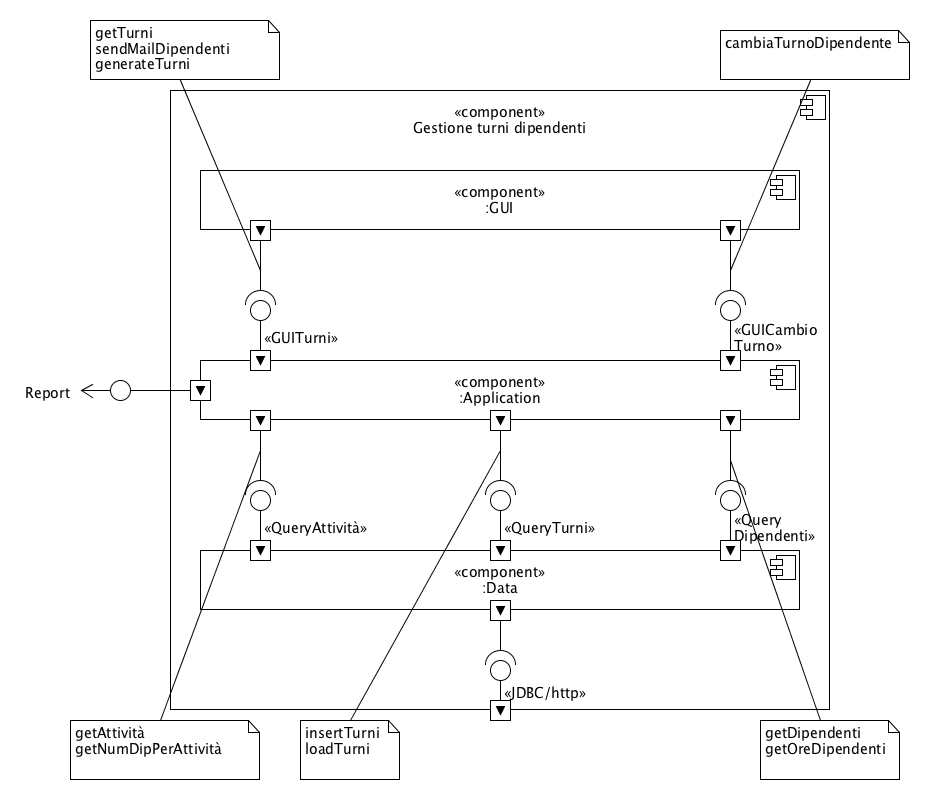 getTurni
sendMailDipendenti
generateTurni
cambiaTurnoDipendente
«component»
Gestione turni dipendenti
«component»
:GUI
«GUITurni»
«GUICambio
Turno»
Report
«component»
:Application
«QueryAttività»
«QueryTurni»
«Query
Dipendenti»
«component»
:Data
«JDBC/http»
getAttività
getNumDipPerAttività
insertTurni
loadTurni
getDipendenti
getOreDipendenti